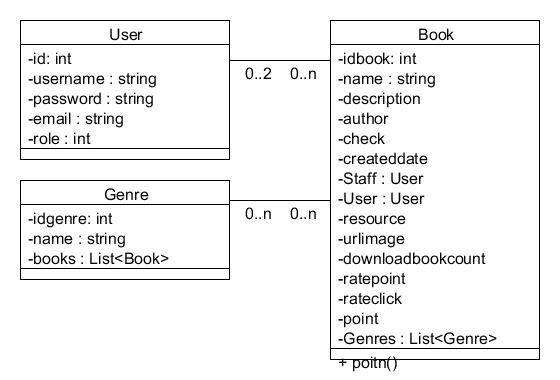 User
-id: int
-username : string
-password : string
-email : string
-role : int
0..2 0..n
Genre
-idgenre: int
-name : string
-books : List<Book>
0..n 0..n
Book
-idbook: int
-name : string
-description
-author
-check
-createddate
-Staff : User
-User : User
-resource
-urlimage
-downloadbookcount
-ratepoint
-rateclick
-point
-Genres : List<Genre>
+ poitn()